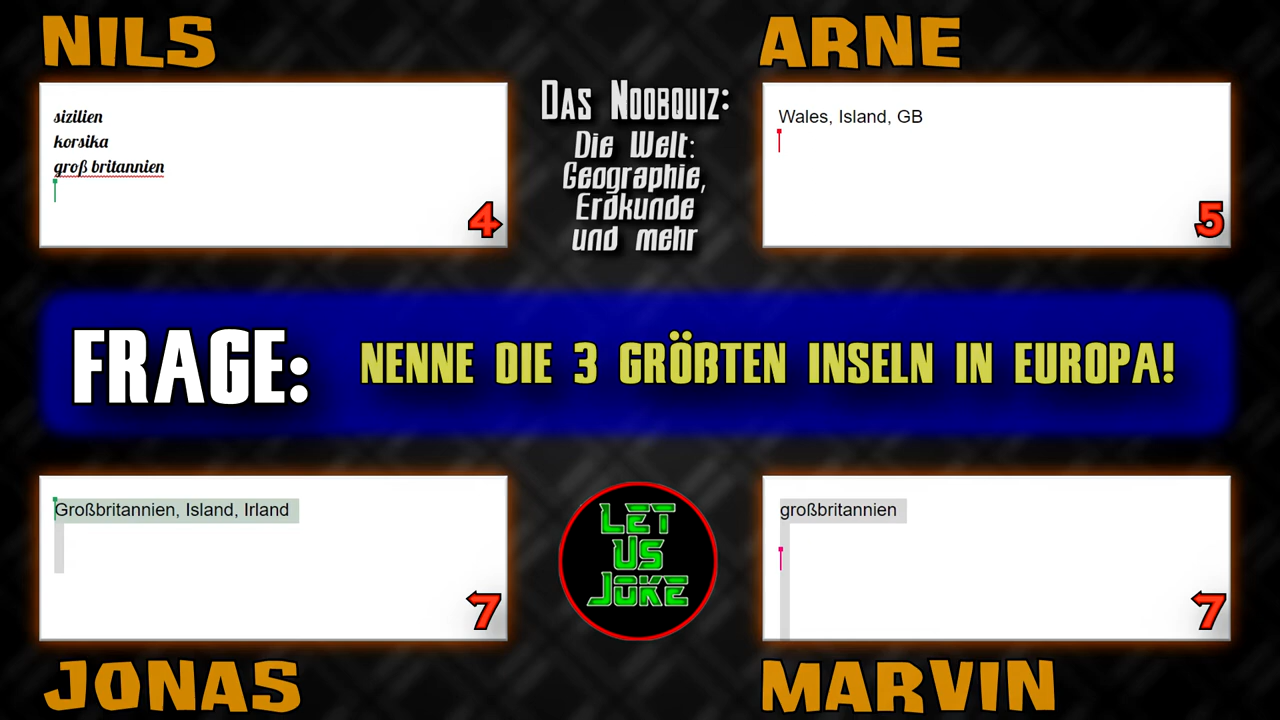 NILS
sizilien
korsika
groß britannien
4
DAS NOOBQUIZ:
Die Welt:
Geographie,
Erdkunde
und mehr
ARNE
Wales, Island, GB
5
FRAGE:
NENNE DIE 3 GRÖßTEN INSELN IN EUROPA!
Großbritannien, Island, Irland
7
JONAS
LET
US
JOKE
großbritannien
7
MARVIN